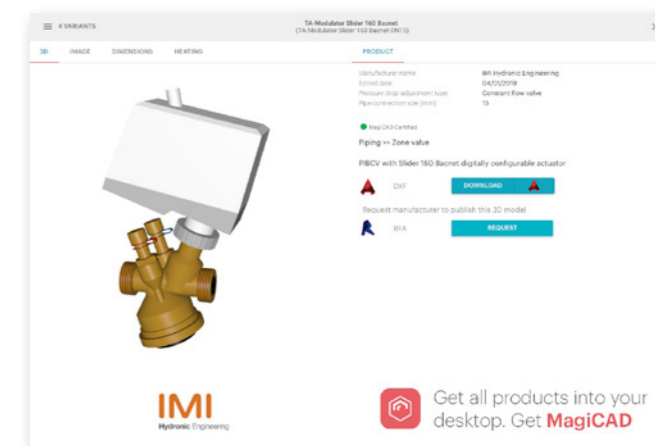 4 VARIANTS
TA-Modulator Slider 160 Bacnet
(TA-Modulator Slider 160 Bacnet DN15)
3D IMAGE DIMENSIONS HEATING
PRODUCT
Manufacturer name IMI Hydronic Engineering
Edited date 04/01/2019
Pressure drop adjustment type Constant flow valve
Pipe connection size [mm] 15
MagiCAD Certified
Piping >> Zone valve
PIBCV with Slider 160 Bacnet digitally configurable actuator
DXF DOWNLOAD
Request manufacturer to publish this 3D model
RFA REQUEST
IMI
Hydronic Engineering
Get all products into your
desktop. Get MagiCAD